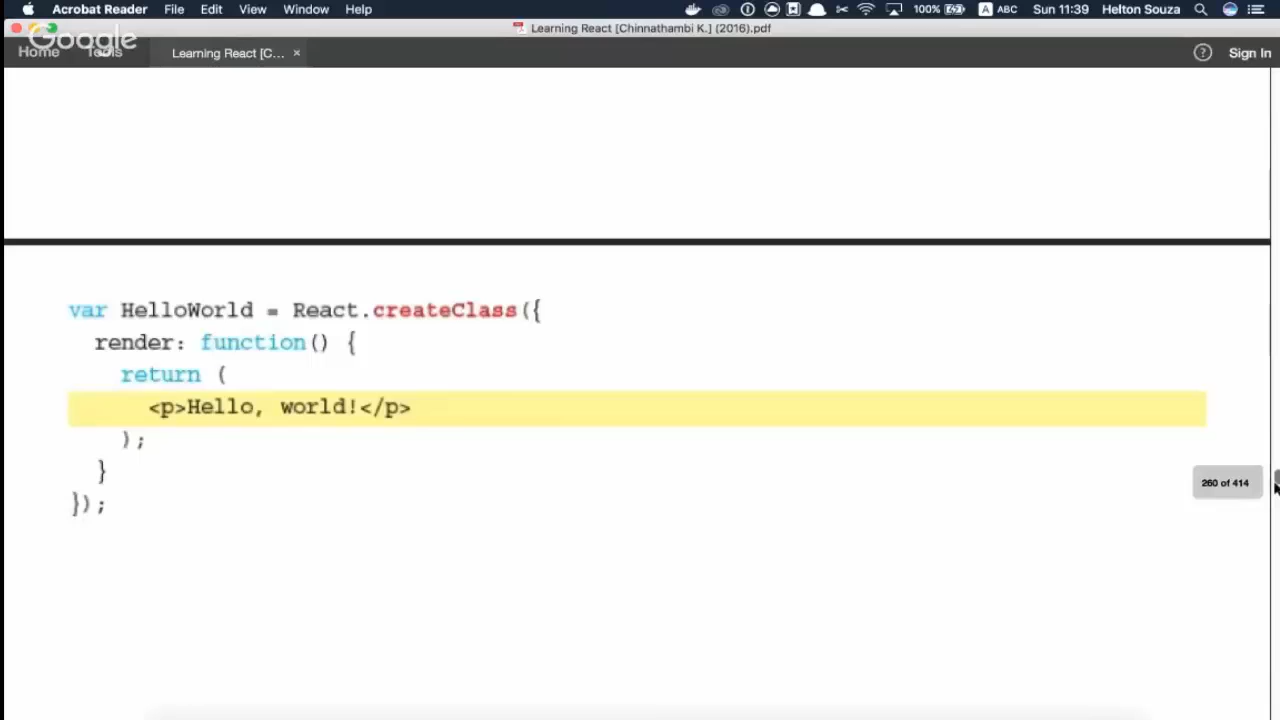 Acrobat Reader File Edit View Window Help 100% A ABC Sun 11:39 Helton Souza
Learning React [Chinnathambi K.] (2016).pdf
Google
Home Tools Learning React [C... × ? Sign In
var HelloWorld = React.createClass({
render: function() {
return (
<p>Hello, world!</p>
);
}
});
260 of 414